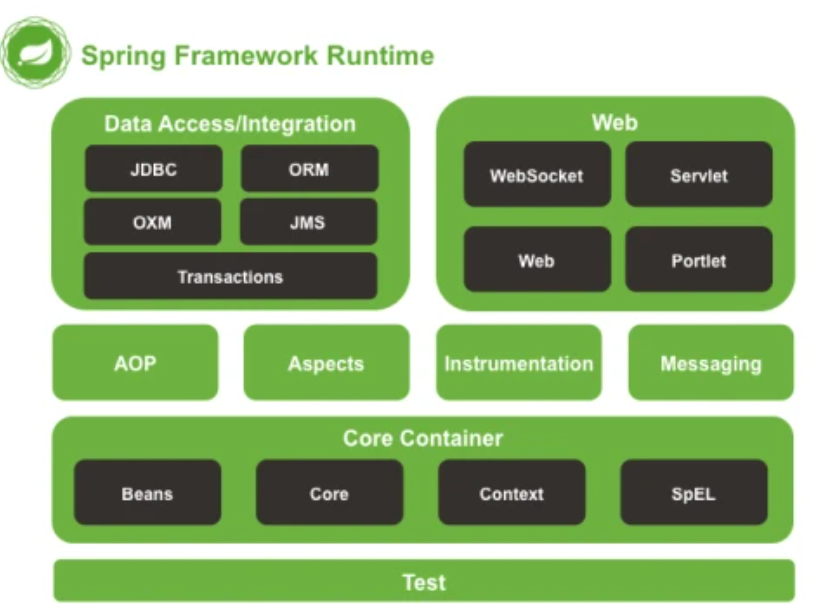 Spring Framework Runtime
Data Access/Integration
JDBC
ORM
OXM
JMS
Transactions
Web
WebSocket
Servlet
Web
Portlet
AOP
Aspects
Instrumentation
Messaging
Core Container
Beans
Core
Context
SpEL
Test